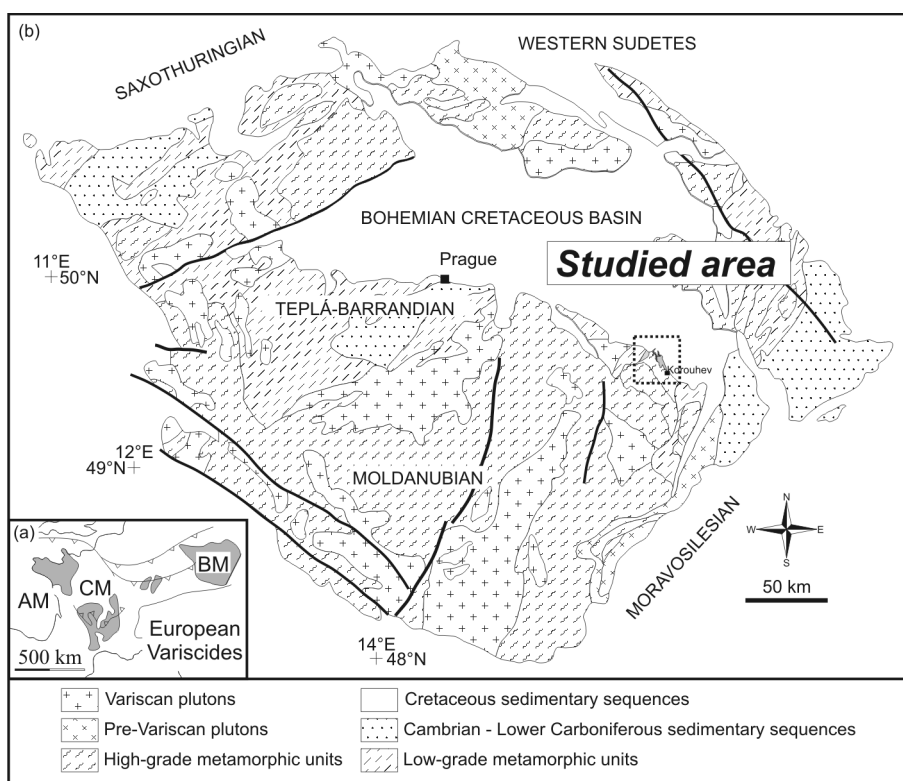 (b)
WESTERN SUDETES
SAXOTHURINGIAN
BOHEMIAN CRETACEOUS BASIN
Studied area
Prague
11°E
+50°N
TEPLÁ-BARRANDIAN
Korouhev
12°E
49°N+
MOLDANUBIAN
MORAVOSILESIAN
N
W E
S
50 km
(a)
BM
CM
AM
European
Variscides
500 km
14°E
+48°N
Variscan plutons
Cretaceous sedimentary sequences
Pre-Variscan plutons
Cambrian - Lower Carboniferous sedimentary sequences
High-grade metamorphic units
Low-grade metamorphic units